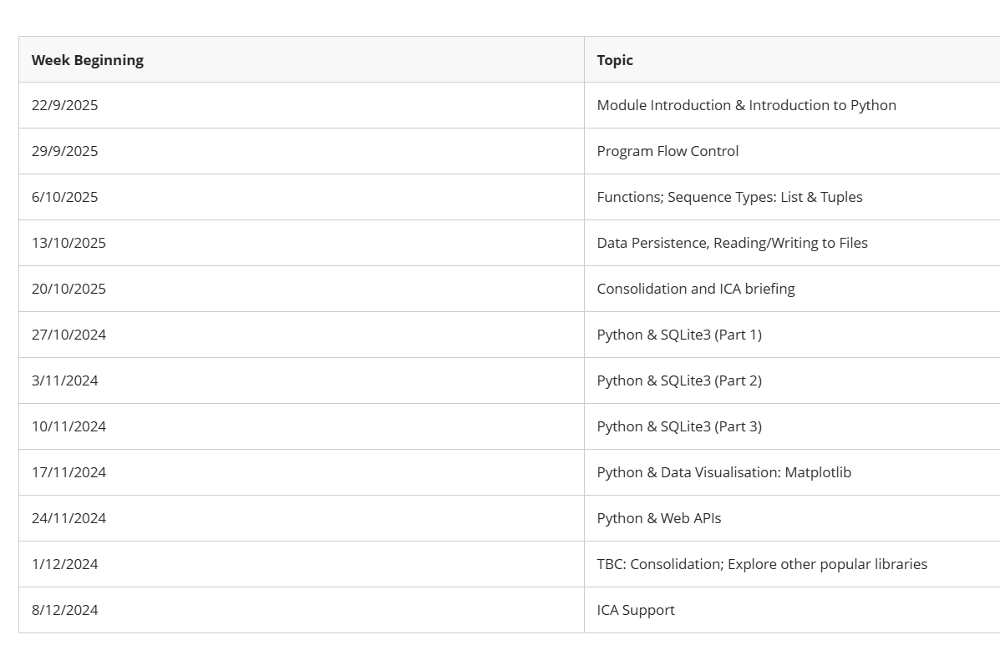 Week Beginning Topic
22/9/2025 Module Introduction & Introduction to Python
29/9/2025 Program Flow Control
6/10/2025 Functions; Sequence Types: List & Tuples
13/10/2025 Data Persistence, Reading/Writing to Files
20/10/2025 Consolidation and ICA briefing
27/10/2024 Python & SQLite3 (Part 1)
3/11/2024 Python & SQLite3 (Part 2)
10/11/2024 Python & SQLite3 (Part 3)
17/11/2024 Python & Data Visualisation: Matplotlib
24/11/2024 Python & Web APIs
1/12/2024 TBC: Consolidation; Explore other popular libraries
8/12/2024 ICA Support